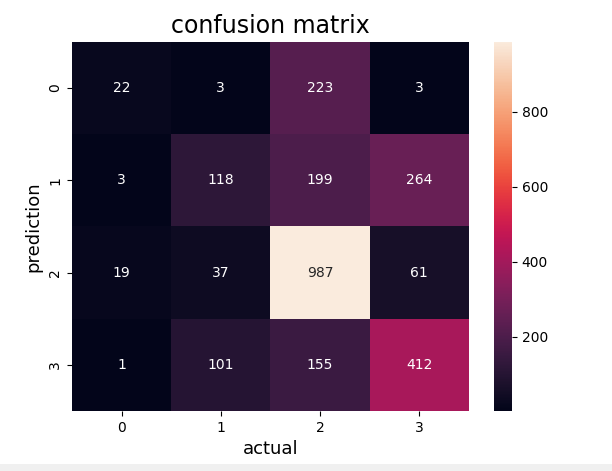 confusion matrix
prediction
0 22 3 223 3
1 3 118 199 264
2 19 37 987 61
3 1 101 155 412
0 1 2 3
actual
800
600
400
200